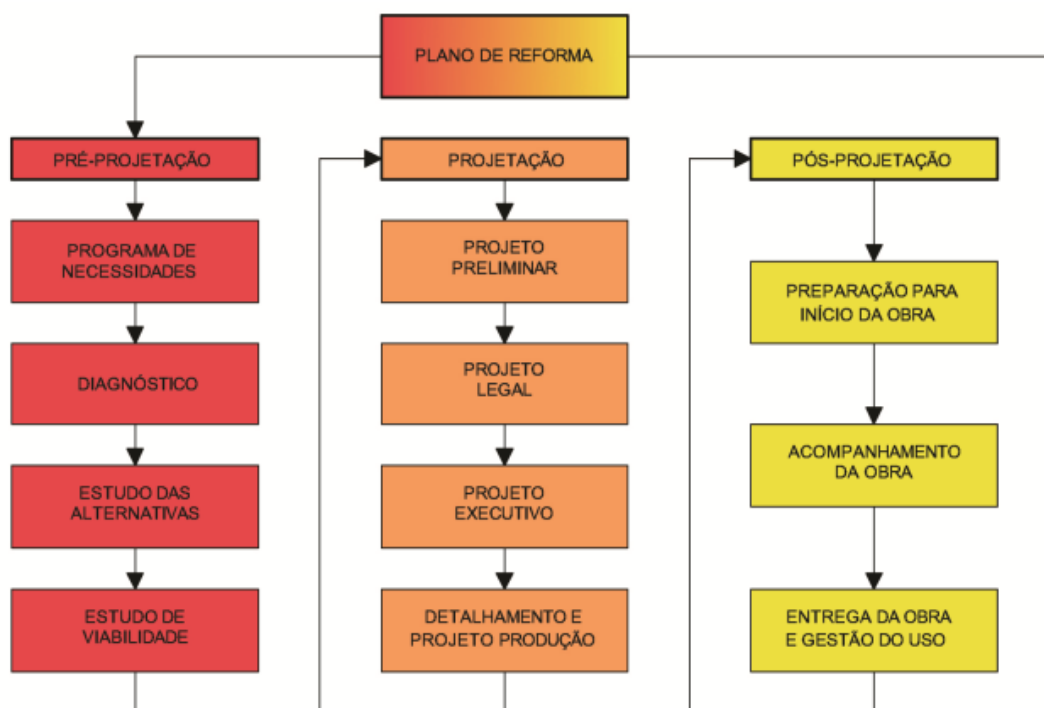 PLANO DE REFORMA
PRÉ-PROJETAÇÃO
PROGRAMA DE
NECESSIDADES
DIAGNÓSTICO
ESTUDO DAS
ALTERNATIVAS
ESTUDO DE
VIABILIDADE
PROJETAÇÃO
PROJETO
PRELIMINAR
PROJETO
LEGAL
PROJETO
EXECUTIVO
DETALHAMENTO E
PROJETO PRODUÇÃO
PÓS-PROJETAÇÃO
PREPARAÇÃO PARA
INÍCIO DA OBRA
ACOMPANHAMENTO
DA OBRA
ENTREGA DA OBRA
E GESTÃO DO USO